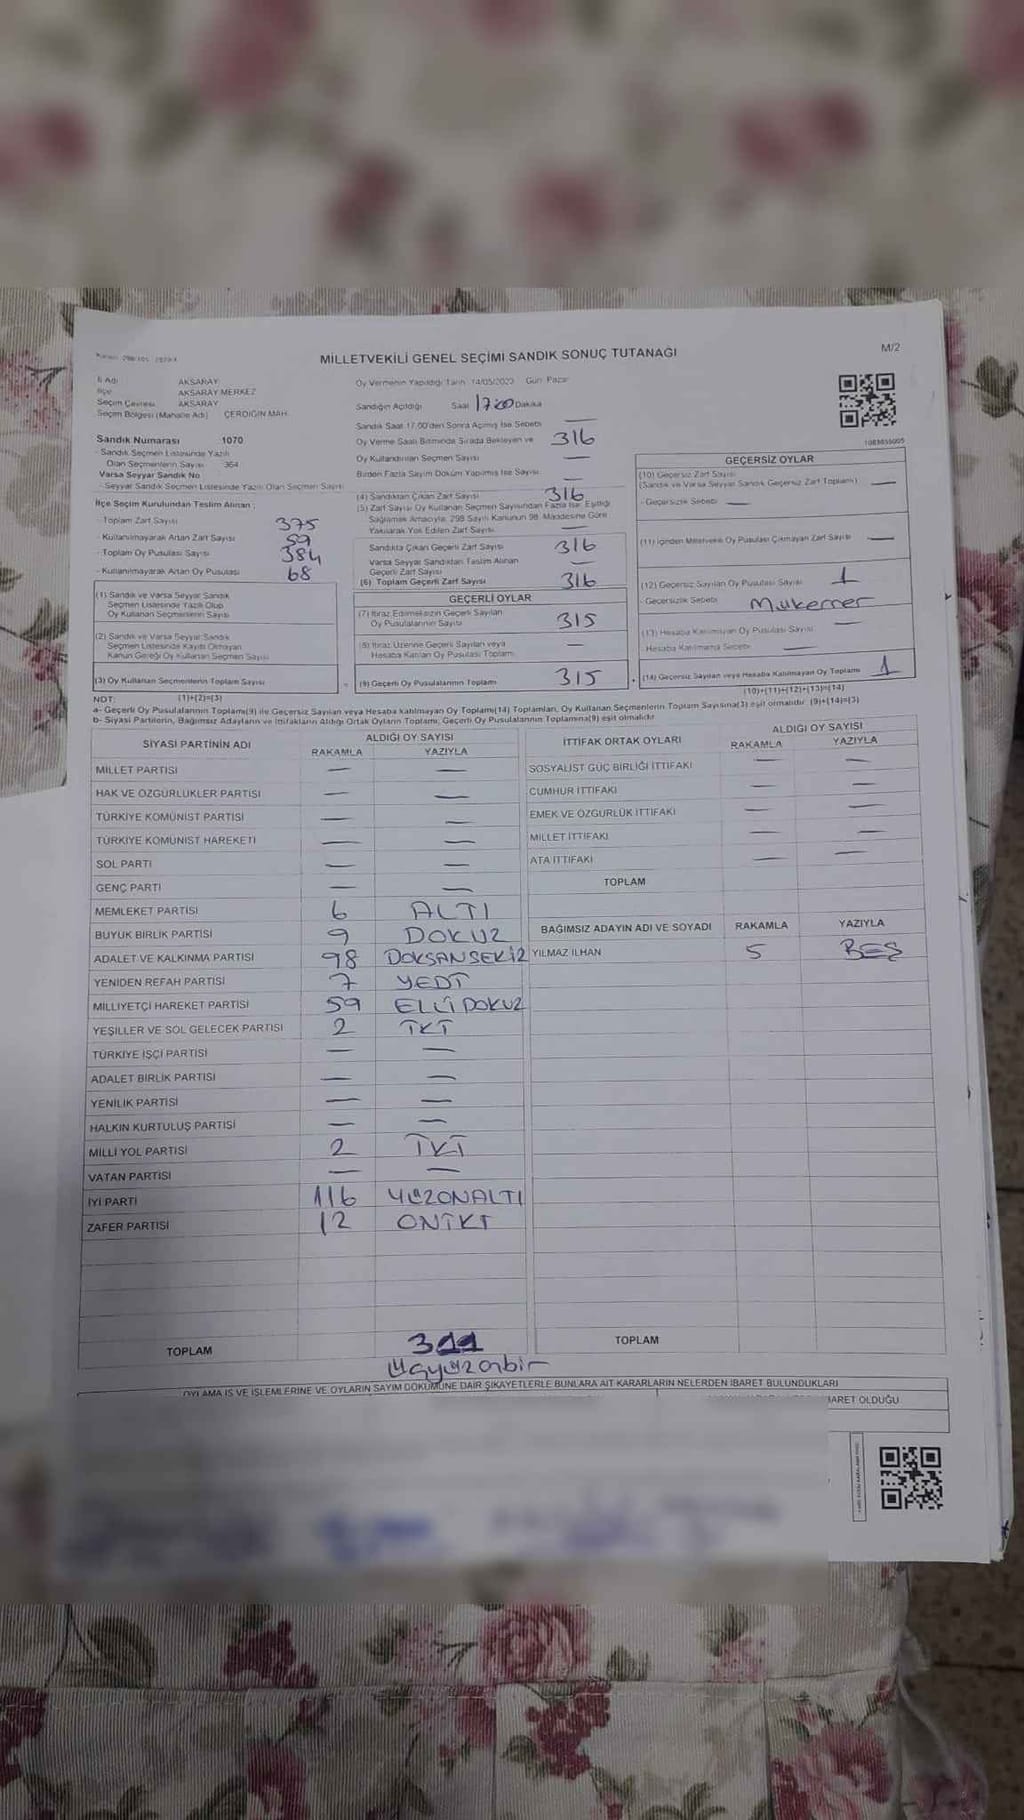 MİLLETVEKİLİ GENEL SEÇİMİ SANDIK SONUÇ TUTANAĞI
M/2
İl Adı AKSARAY
İlçe AKSARAY MERKEZ
Seçim Çevresi AKSARAY
Seçim Bölgesi (Mahalle Adı) ÇERDİĞİN MAH.
Sandık Numarası 1070
- Sandık Seçmen Listesinde Yazılı
Olan Seçmenlerin Sayısı 364
Varsa Seyyar Sandık No
- Seyyar Sandık Seçmen Listesinde Yazılı Olan Seçmen Sayısı
İlçe Seçim Kurulundan Teslim Alınan ;
- Toplam Zarf Sayısı 375
- Kullanılmayarak Artan Zarf Sayısı 59
- Toplam Oy Pusulası Sayısı 384
- Kullanılmayarak Artan Oy Pusulası 68
(1) Sandık ve Varsa Seyyar Sandık
Seçmen Listesinde Yazılı Olup
Oy Kullanan Seçmenlerin Sayısı
(2) Sandık ve Varsa Seyyar Sandık
Seçmen Listesinde Kayıtlı Olmayan
Kanun Gereği Oy Kullanan Seçmen Sayısı
(3) Oy Kullanan Seçmenlerin Toplam Sayısı
(1)+(2)=(3)
Oy Vermenin Yapıldığı Tarih 14/05/2023 Gün: Pazar
Sandığın Açıldığı Saat 17:00 Dakika
Sandık Saat 17.00'den Sonra Açılmış İse Sebebi —
Oy Verme Saati Bitiminde Sırada Bekleyen ve 316
Oy Kullandırılan Seçmen Sayısı —
Birden Fazla Sayım Döküm Yapılmış İse Sayısı —
(4) Sandıktan Çıkan Zarf Sayısı 316
(5) Zarf Sayısı Oy Kullanan Seçmen Sayısından Fazla İse, Eşitliği
Sağlamak Amacıyla, 298 Sayılı Kanunun 98. Maddesine Göre
Yakılarak Yok Edilen Zarf Sayısı —
Sandıkta Çıkan Geçerli Zarf Sayısı 316
Varsa Seyyar Sandıktan Teslim Alınan
Geçerli Zarf Sayısı —
(6) Toplam Geçerli Zarf Sayısı 316
GEÇERLİ OYLAR
(7) İtiraz Edilmeksizin Geçerli Sayılan
Oy Pusulalarının Sayısı 315
(8) İtiraz Üzerine Geçerli Sayılan veya
Hesaba Katılan Oy Pusulası Toplamı —
(9) Geçerli Oy Pusulalarının Toplamı 315
GEÇERSİZ OYLAR
(10) Geçersiz Zarf Sayısı
(Sandık ve Varsa Seyyar Sandık Geçersiz Zarf Toplamı) —
- Geçersizlik Sebebi —
(11) İçinden Milletvekili Oy Pusulası Çıkmayan Zarf Sayısı —
(12) Geçersiz Sayılan Oy Pusulası Sayısı 1
- Geçersizlik Sebebi Mükerrer
(13) Hesaba Katılmayan Oy Pusulası Sayısı —
Hesaba Katılmama Sebebi —
(14) Geçersiz Sayılan veya Hesaba Katılmayan Oy Toplamı 1
(10)+(11)+(12)+(13)=(14)
NOT:
a- Geçerli Oy Pusulalarının Toplamı(9) ile Geçersiz Sayılan veya Hesaba katılmayan Oy Toplamı(14) Toplamları, Oy Kullanan Seçmenlerin Toplam Sayısına(3) eşit olmalıdır. (9)+(14)=(3)
b- Siyasi Partilerin, Bağımsız Adayların ve İttifakların Aldığı Ortak Oyların Toplamı, Geçerli Oy Pusulalarının Toplamına(9) eşit olmalıdır
SİYASİ PARTİNİN ADI ALDIĞI OY SAYISI
RAKAMLA YAZIYLA
MİLLET PARTİSİ — —
HAK VE ÖZGÜRLÜKLER PARTİSİ — —
TÜRKİYE KOMÜNİST PARTİSİ — —
TÜRKİYE KOMÜNİST HAREKETİ — —
SOL PARTİ — —
GENÇ PARTİ — —
MEMLEKET PARTİSİ 6 ALTI
BÜYÜK BİRLİK PARTİSİ 9 DOKUZ
ADALET VE KALKINMA PARTİSİ 98 DOKSANSEKİZ
YENİDEN REFAH PARTİSİ 7 YEDİ
MİLLİYETÇİ HAREKET PARTİSİ 59 ELLİDOKUZ
YEŞİLLER VE SOL GELECEK PARTİSİ 2 İKİ
TÜRKİYE İŞÇİ PARTİSİ — —
ADALET BİRLİK PARTİSİ — —
YENİLİK PARTİSİ — —
HALKIN KURTULUŞ PARTİSİ — —
MİLLİ YOL PARTİSİ 2 İKİ
VATAN PARTİSİ — —
İYİ PARTİ 116 YÜZONALTI
ZAFER PARTİSİ 12 ONİKİ
TOPLAM 311
Üçyüzonbir
İTTİFAK ORTAK OYLARI ALDIĞI OY SAYISI
RAKAMLA YAZIYLA
SOSYALİST GÜÇ BİRLİĞİ İTTİFAKI — —
CUMHUR İTTİFAKI — —
EMEK VE ÖZGÜRLÜK İTTİFAKI — —
MİLLET İTTİFAKI — —
ATA İTTİFAKI — —
TOPLAM
BAĞIMSIZ ADAYIN ADI VE SOYADI RAKAMLA YAZIYLA
YILMAZ İLHAN 5 BEŞ
TOPLAM
OYLAMA İŞ VE İŞLEMLERİNE VE OYLARIN SAYIM DÖKÜMÜNE DAİR ŞİKAYETLERLE BUNLARA AİT KARARLARIN NELERDEN İBARET BULUNDUKLARI
İBARET OLDUĞU